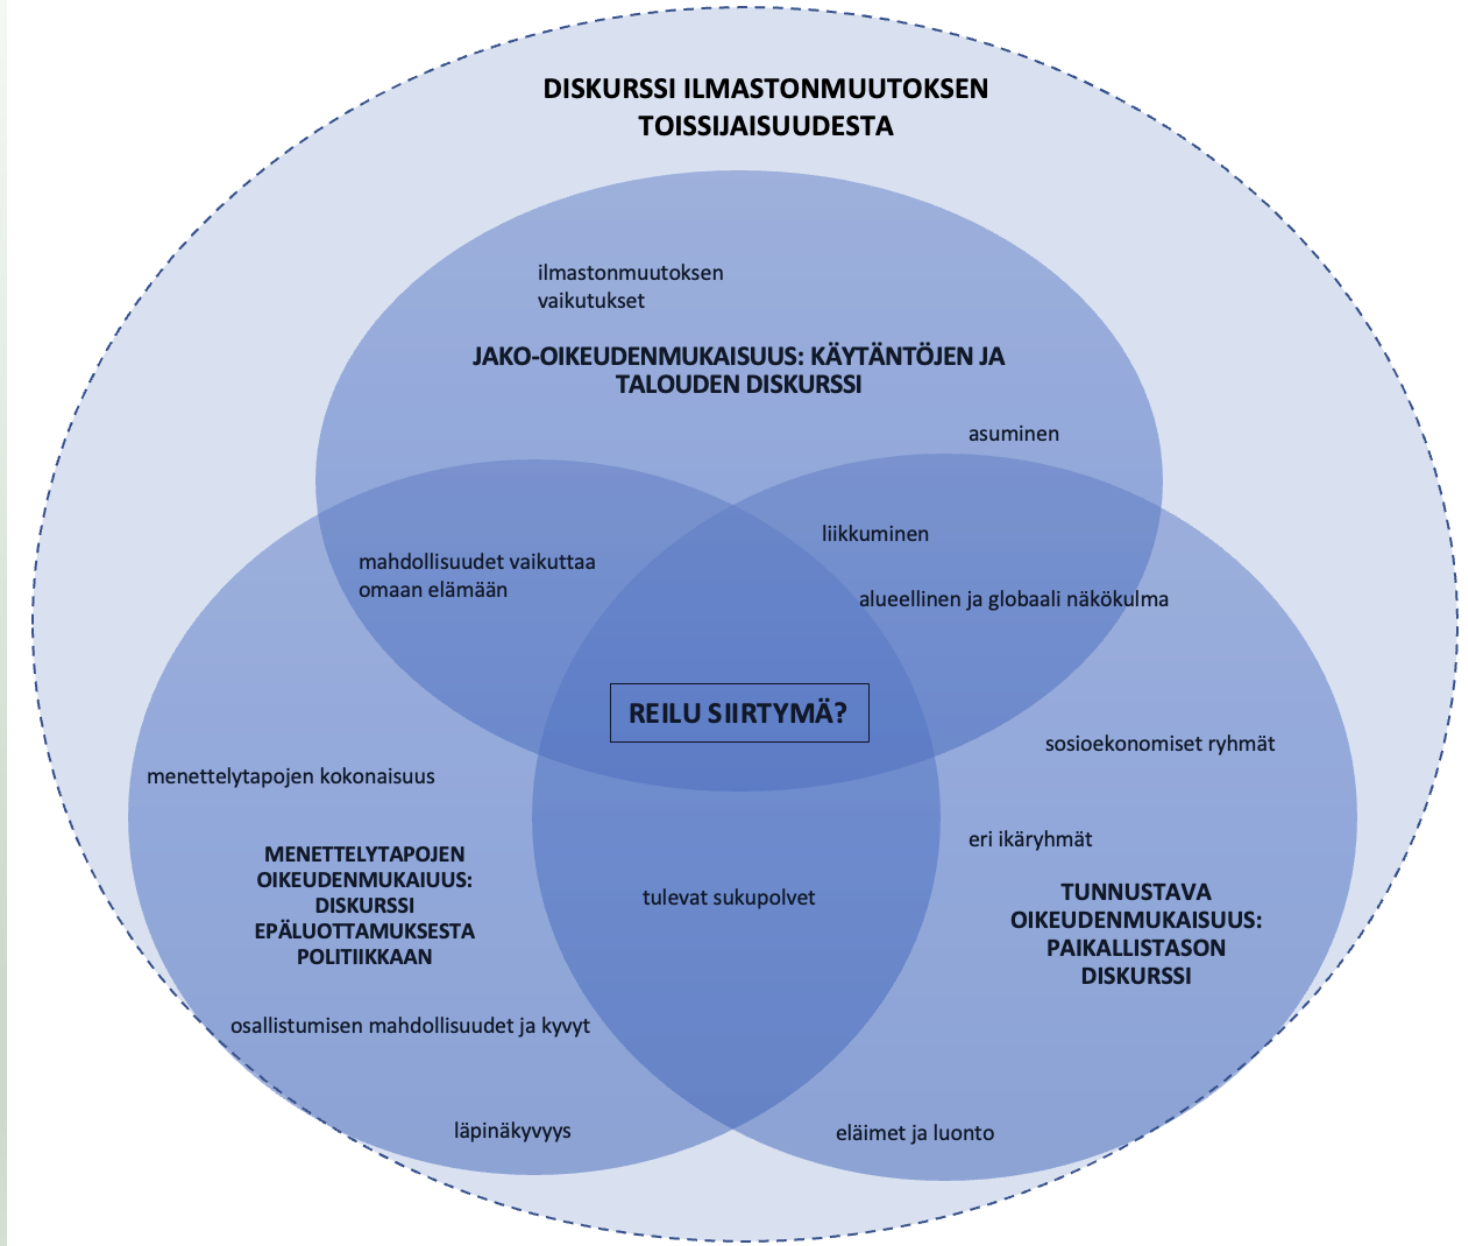 DISKURSSI ILMASTONMUUTOKSEN
TOISSIJAISUUDESTA
ilmastonmuutoksen
vaikutukset
JAKO-OIKEUDENMUKAISUUS: KÄYTÄNTÖJEN JA
TALOUDEN DISKURSSI
asuminen
liikkuminen
mahdollisuudet vaikuttaa
omaan elämään
alueellinen ja globaali näkökulma
REILU SIIRTYMÄ?
sosioekonomiset ryhmät
menettelytapojen kokonaisuus
eri ikäryhmät
MENETTELYTAPOJEN
OIKEUDENMUKAIUUS:
DISKURSSI
EPÄLUOTTAMUKSESTA
POLITIIKKAAN
tulevat sukupolvet
TUNNUSTAVA
OIKEUDENMUKAISUUS:
PAIKALLISTASON
DISKURSSI
osallistumisen mahdollisuudet ja kyvyt
läpinäkyvyys
eläimet ja luonto